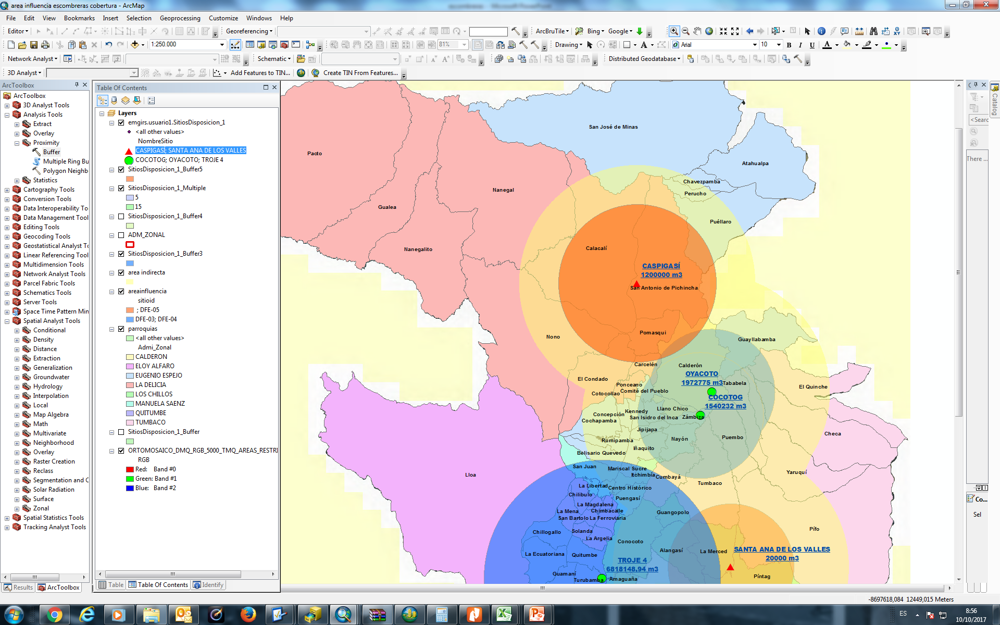 area influencia escombreras cobertura - ArcMap
File Edit View Bookmarks Insert Selection Geoprocessing Customize Windows Help
Editor Georeferencing ArcBruTile Bing Google
1:250.000 81% Drawing Arial 10 B I U A
Network Analyst Schematic Distributed Geodatabase
3D Analyst Add Features to TIN... Create TIN From Features...
ArcToolbox
ArcToolbox
3D Analyst Tools
Analysis Tools
Extract
Overlay
Proximity
Buffer
Multiple Ring Bu
Polygon Neighb
Statistics
Cartography Tools
Conversion Tools
Data Interoperability To
Data Management Tool
Editing Tools
Geocoding Tools
Geostatistical Analyst To
Linear Referencing Tool
Multidimension Tools
Network Analyst Tools
Parcel Fabric Tools
Schematics Tools
Server Tools
Space Time Pattern Min
Spatial Analyst Tools
Conditional
Density
Distance
Extraction
Generalization
Groundwater
Hydrology
Interpolation
Local
Map Algebra
Math
Multivariate
Neighborhood
Overlay
Raster Creation
Reclass
Segmentation and C
Solar Radiation
Surface
Zonal
Spatial Statistics Tools
Tracking Analyst Tools
Results ArcToolbox
Table Of Contents
Layers
emgirs.usuario1.SitiosDisposicion_1
<all other values>
NombreSitio
CASPIGASÍ; SANTA ANA DE LOS VALLES
COCOTOG; OYACOTO; TROJE 4
SitiosDisposicion_1_Buffer5
SitiosDisposicion_1_Multiple
5
15
SitiosDisposicion_1_Buffer4
ADM_ZONAL
SitiosDisposicion_1_Buffer3
area indirecta
areainfluencia
sitioid
; DFE-05
DFE-03; DFE-04
parroquias
<all other values>
Admi_Zonal
CALDERON
ELOY ALFARO
EUGENIO ESPEJO
LA DELICIA
LOS CHILLOS
MANUELA SAENZ
QUITUMBE
TUMBACO
SitiosDisposicion_1_Buffer
ORTOMOSAICO_DMQ_RGB_5000_TMQ_AREAS_RESTRI
RGB
Red: Band #0
Green: Band #1
Blue: Band #2
Table Table Of Contents Identify
San José de Minas
Pacto
Atahualpa
Chavezpamba
Nanegal
Perucho
Gualea
Puéllaro
Calacalí
Nanegalito
CASPIGASÍ
1200000 m3
San Antonio de Pichincha
Pomasqui
Nono
Guayllabamba
Carcelén
Calderón
OYACOTO
1972775 m3
El Condado
Ponceano
Tababela
El Quinche
Comité del Pueblo
Cotocollao
COCOTOG
1540232 m3
Llano Chico
Kennedy
Concepción
San Isidro del Inca
Zámbiza
Cochapamba
Jipijapa
Checa
Nayón
Puembo
Rumipamba
Iñaquito
Belisario Quevedo
San Juan
Mariscal Sucre
Itchimbía
Cumbayá
Yaruquí
Lloa
Tumbaco
La Libertad
Centro Histórico
Chilibulo
Puengasí
La Magdalena
Chimbacalle
La Mena
Guangopolo
San Bartolo
La Ferroviaria
Chillogallo
Solanda
Pifo
La Argelia
Conocoto
Alangasí
La Merced
SANTA ANA DE LOS VALLES
20000 m3
La Ecuatoriana
Quitumbe
TROJE 4
6818148,94 m3
Guamaní
Píntag
Turubamba
Amaguaña
Catalog
<Searc
There ...
Co...
Sel
-8697618,084 12449,015 Meters
ES
8:56
10/10/2017